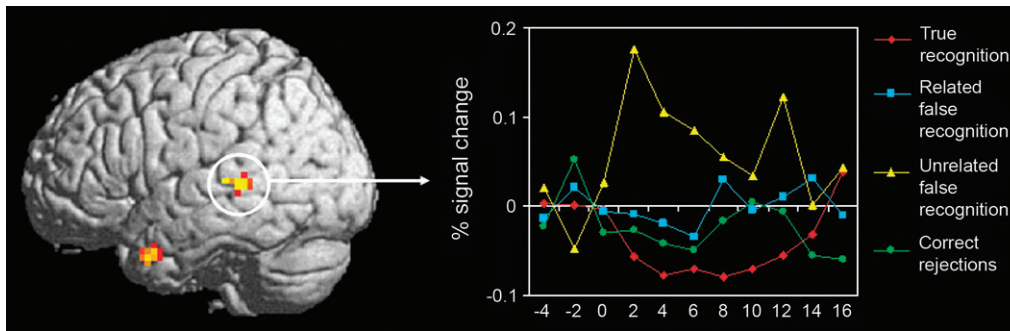 0.2
0.1
0
-0.1
% signal change
-4 -2 0 2 4 6 8 10 12 14 16
True
recognition
Related
false
recognition
Unrelated
false
recognition
Correct
rejections